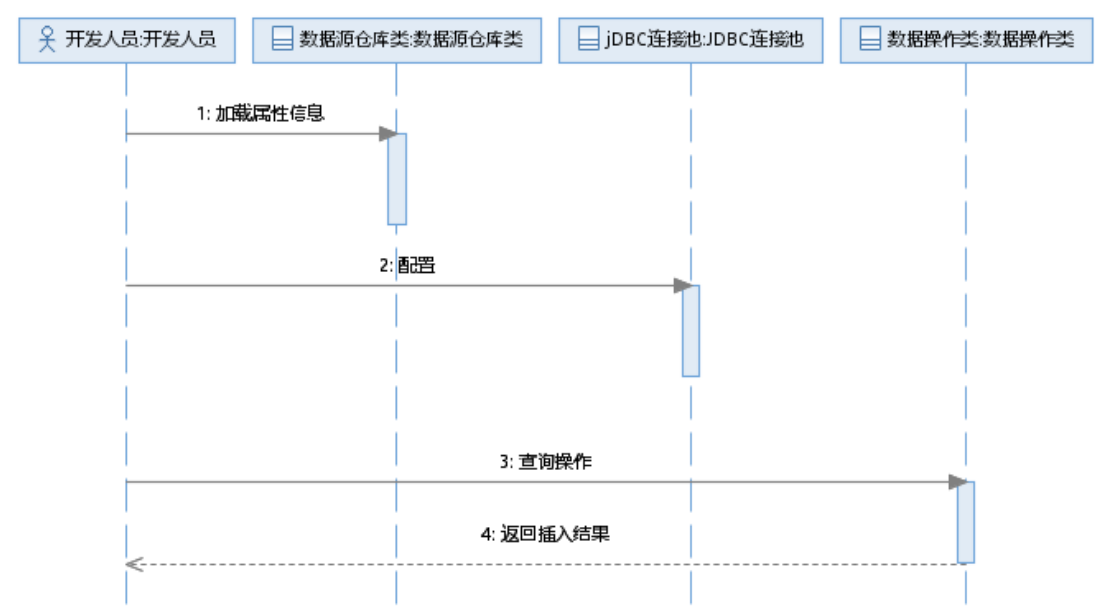 开发人员:开发人员
数据源仓库类:数据源仓库类
jDBC连接池:JDBC连接池
数据操作类:数据操作类
1: 加载属性信息
2: 配置
3: 查询操作
4: 返回插入结果